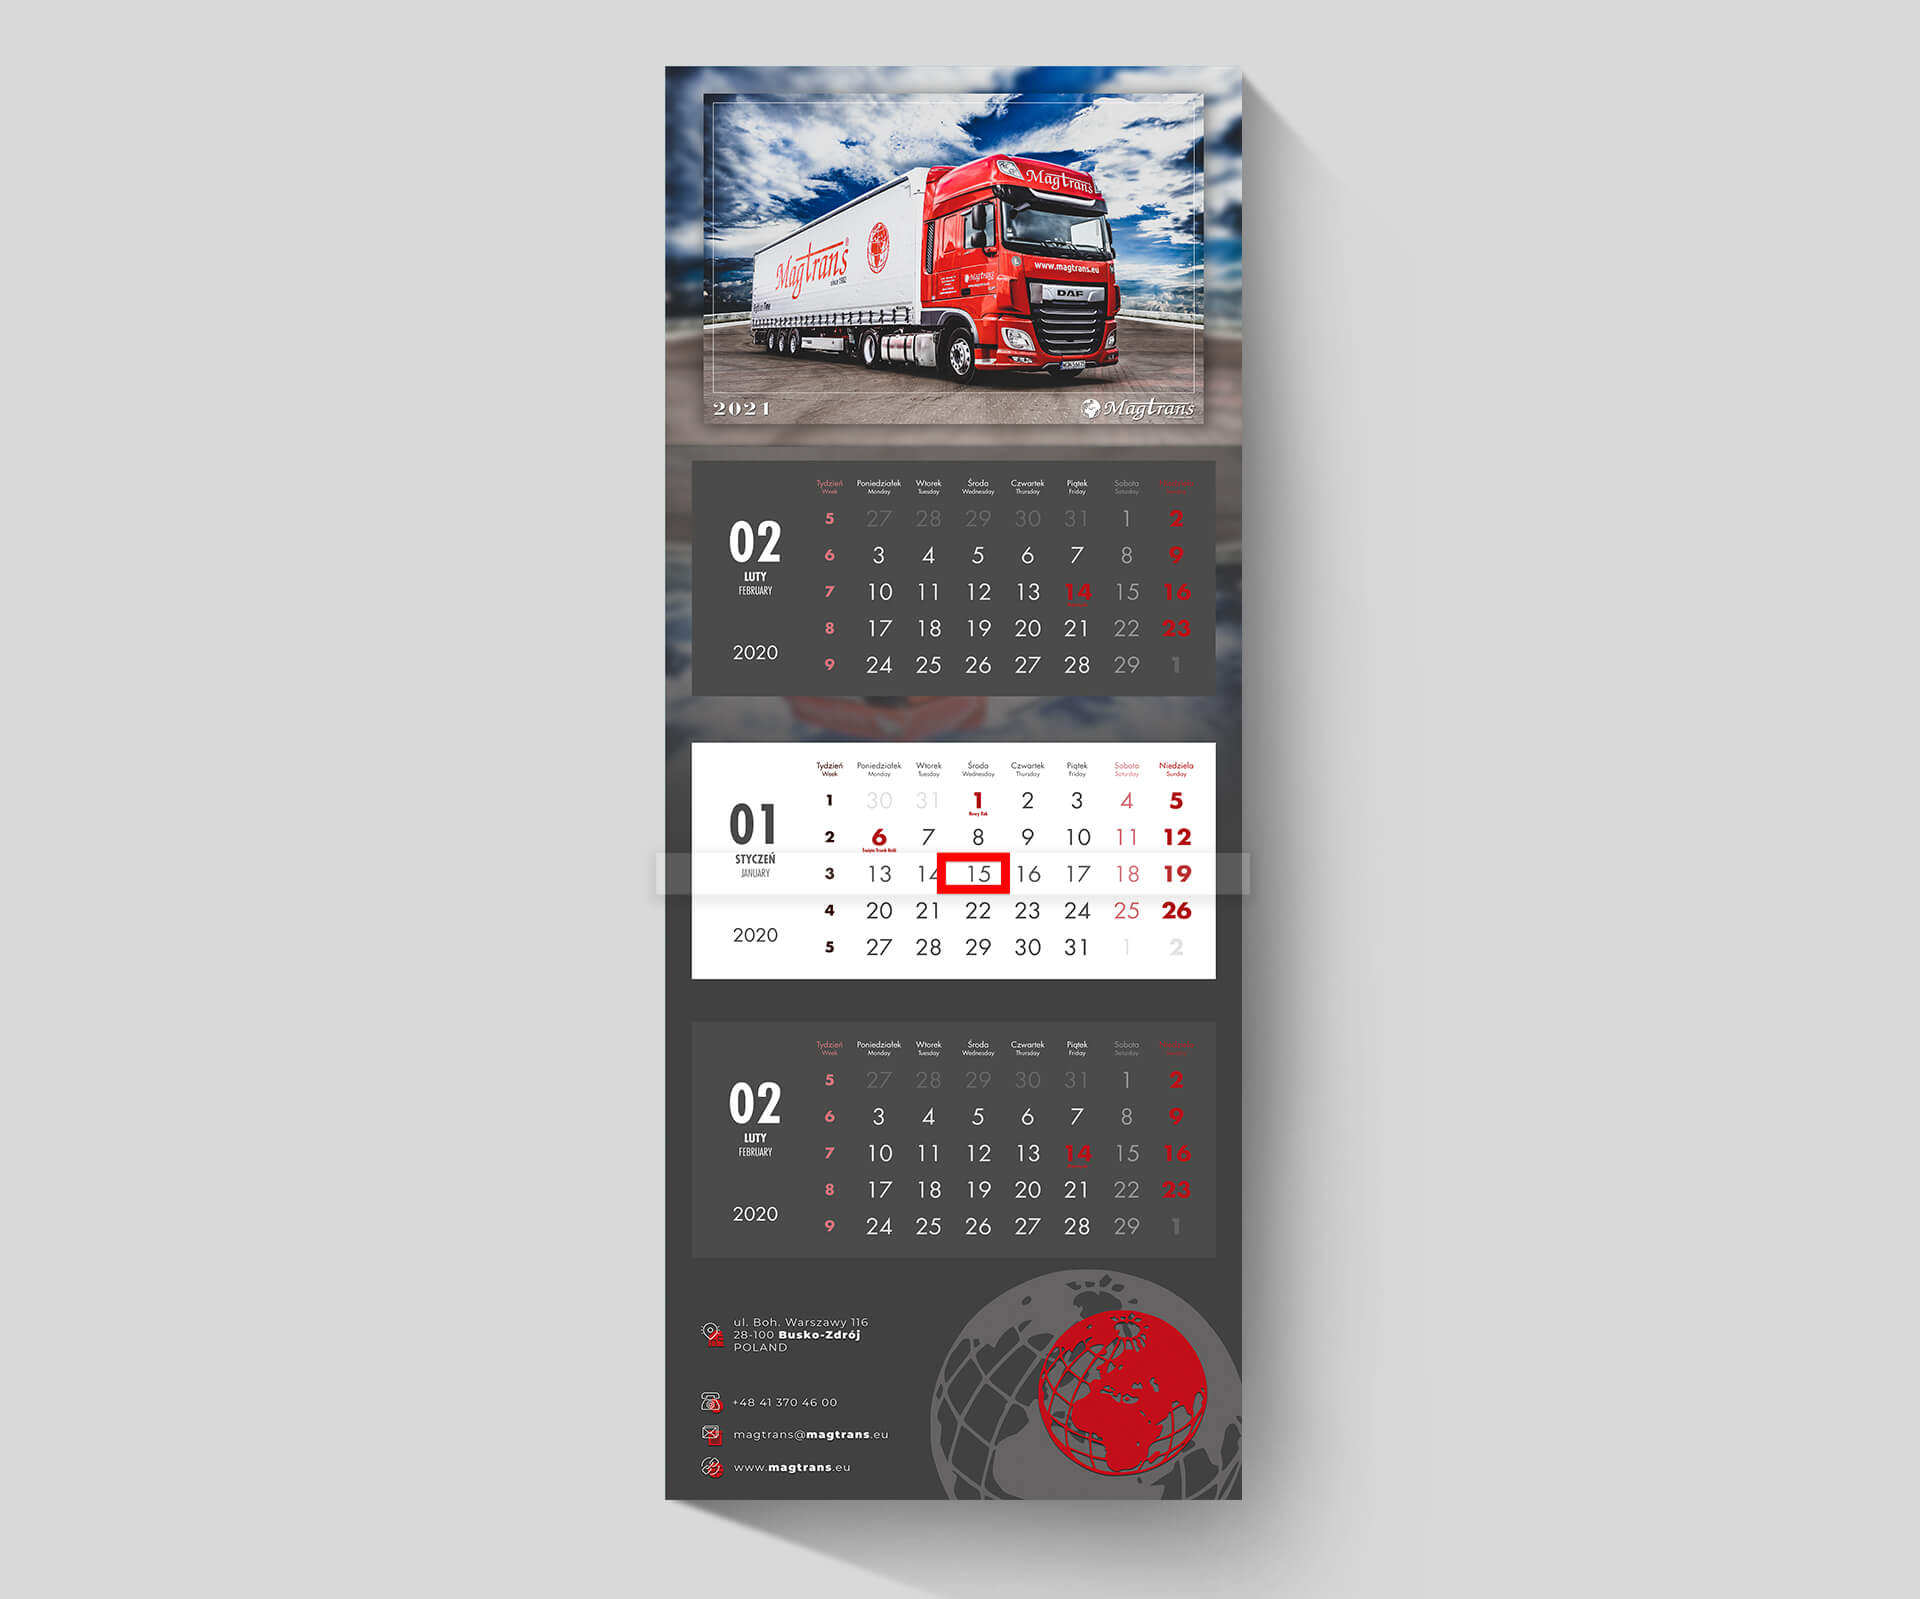 Magtrans
Magtrans®
since 1992
www.magtrans.eu
Magtrans
DAF
2021
Magtrans
Tydzień Poniedziałek Wtorek Środa Czwartek Piątek Sobota
Week Monday Tuesday Wednesday Thursday Friday Saturday
5 27 28 29 30 31 1 2
02 6 3 4 5 6 7 8 9
LUTY
FEBRUARY
7 10 11 12 13 14 15 16
8 17 18 19 20 21 22 23
2020
9 24 25 26 27 28 29 1
Tydzień Poniedziałek Wtorek Środa Czwartek Piątek Sobota Niedziela
Week Monday Tuesday Wednesday Thursday Friday Saturday Sunday
1 30 31 1 2 3 4 5
Nowy Rok
01 2 6 7 8 9 10 11 12
Święto Trzech Króli
STYCZEŃ
JANUARY
3 13 14 15 16 17 18 19
4 20 21 22 23 24 25 26
2020
5 27 28 29 30 31 1 2
Tydzień Poniedziałek Wtorek Środa Czwartek Piątek Sobota
Week Monday Tuesday Wednesday Thursday Friday Saturday
5 27 28 29 30 31 1 2
02 6 3 4 5 6 7 8 9
LUTY
FEBRUARY
7 10 11 12 13 14 15 16
8 17 18 19 20 21 22 23
2020
9 24 25 26 27 28 29 1
ul. Boh. Warszawy 116
28-100 Busko-Zdrój
POLAND
+48 41 370 46 00
magtrans@magtrans.eu
www.magtrans.eu